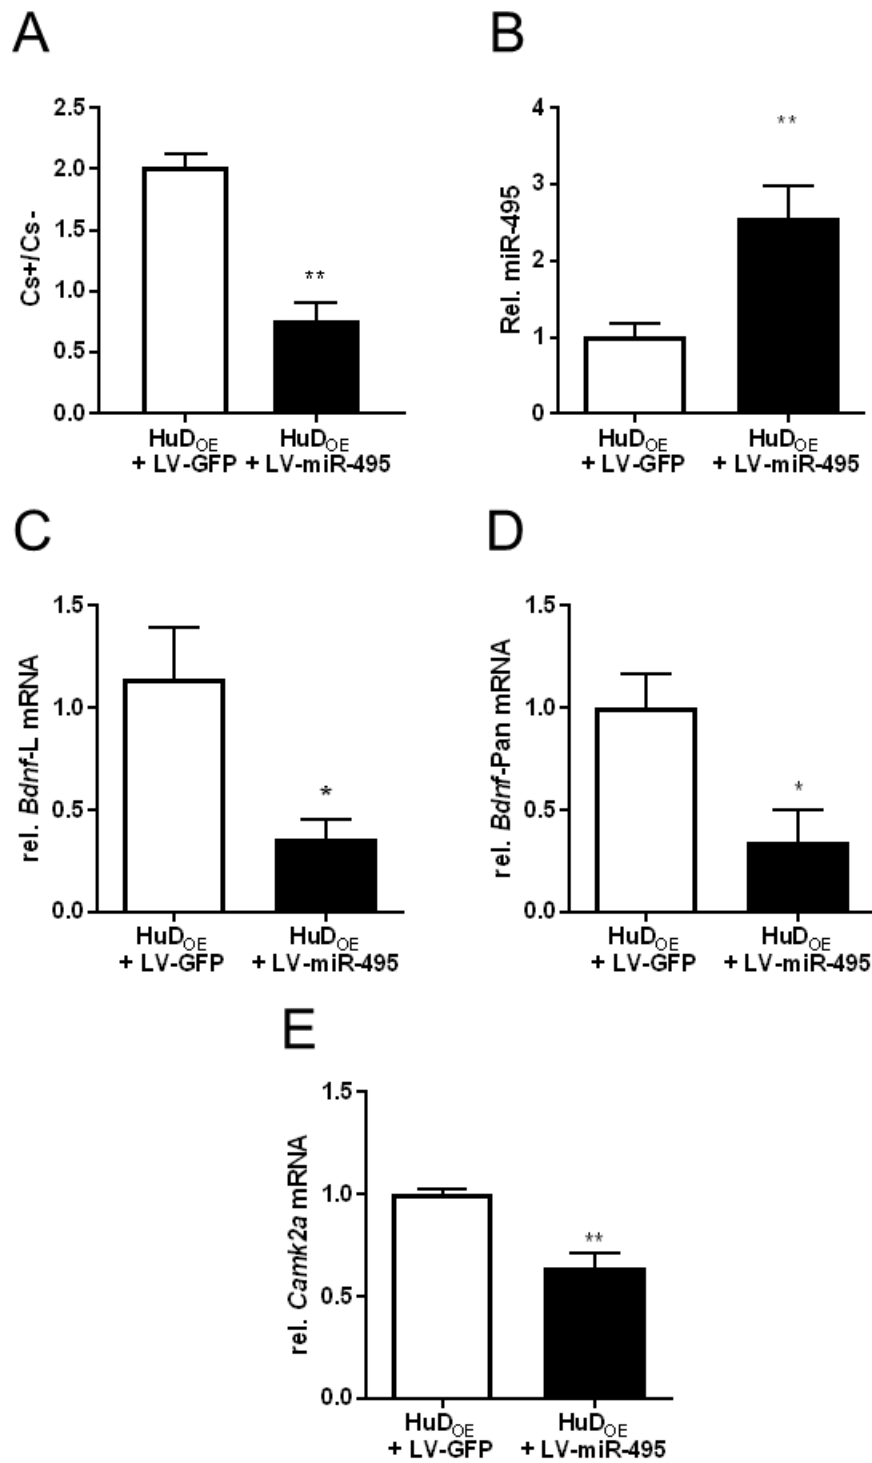 A
Cs+/Cs-
2.5
2.0
1.5
1.0
0.5
0.0
**
HuDOE
+ LV-GFP
HuDOE
+ LV-miR-495
B
Rel. miR-495
4
3
2
1
0
**
HuDOE
+ LV-GFP
HuDOE
+ LV-miR-495
C
rel. Bdnf-L mRNA
1.5
1.0
0.5
0.0
*
HuDOE
+ LV-GFP
HuDOE
+ LV-miR-495
D
rel. Bdnf-Pan mRNA
1.5
1.0
0.5
0.0
*
HuDOE
+ LV-GFP
HuDOE
+ LV-miR-495
E
rel. Camk2a mRNA
1.5
1.0
0.5
0.0
**
HuDOE
+ LV-GFP
HuDOE
+ LV-miR-495